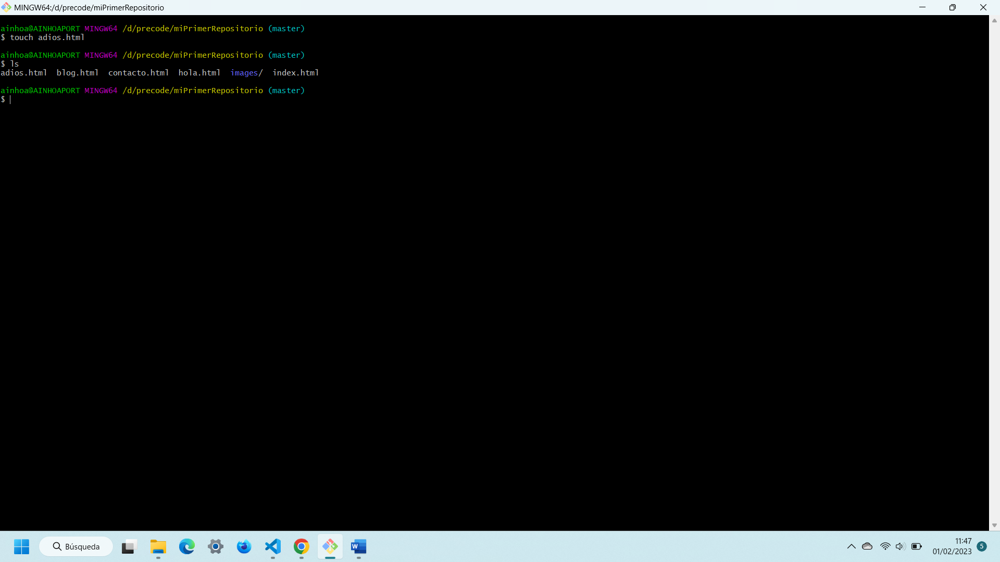 MINGW64:/d/precode/miPrimerRepositorio
ainhoa@AINHOAPORT MINGW64 /d/precode/miPrimerRepositorio (master)
$ touch adios.html
ainhoa@AINHOAPORT MINGW64 /d/precode/miPrimerRepositorio (master)
$ ls
adios.html  blog.html  contacto.html  hola.html  images/  index.html
ainhoa@AINHOAPORT MINGW64 /d/precode/miPrimerRepositorio (master)
$
Búsqueda
W
11:47
01/02/2023
5